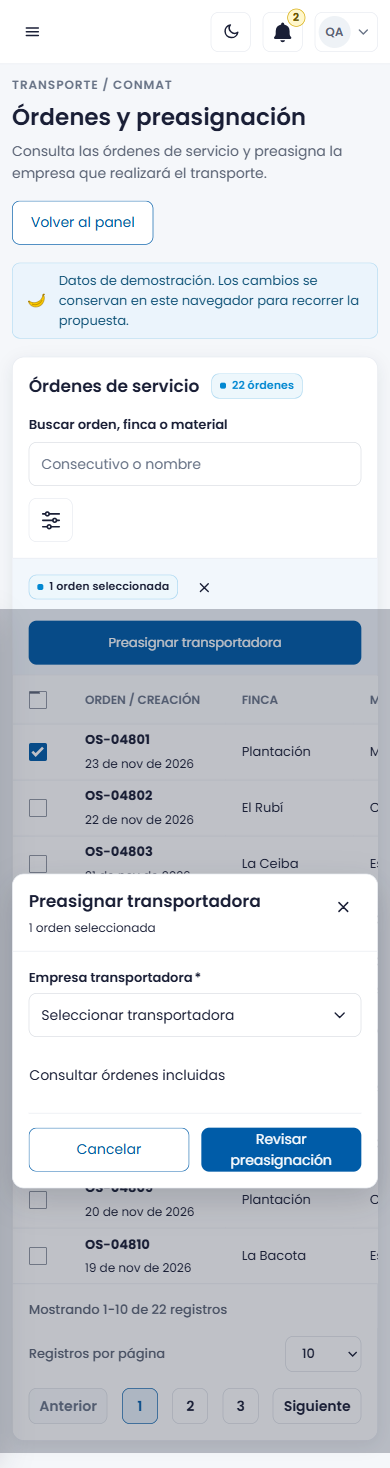 2
QA
TRANSPORTE / CONMAT
Órdenes y preasignación
Consulta las órdenes de servicio y preasigna la
empresa que realizará el transporte.
Volver al panel
Datos de demostración. Los cambios se
conservan en este navegador para recorrer la
propuesta.
Órdenes de servicio
22 órdenes
Buscar orden, finca o material
Consecutivo o nombre
1 orden seleccionada
Preasignar transportadora
ORDEN / CREACIÓN FINCA M
OS-04801
23 de nov de 2026
Plantación
OS-04802
22 de nov de 2026
El Rubí
OS-04803
La Ceiba
Preasignar transportadora
1 orden seleccionada
Empresa transportadora *
Seleccionar transportadora
Consultar órdenes incluidas
Cancelar
Revisar
preasignación
20 de nov de 2026
Plantación
OS-04810
19 de nov de 2026
La Bacota
Mostrando 1-10 de 22 registros
Registros por página
10
Anterior 1 2 3 Siguiente